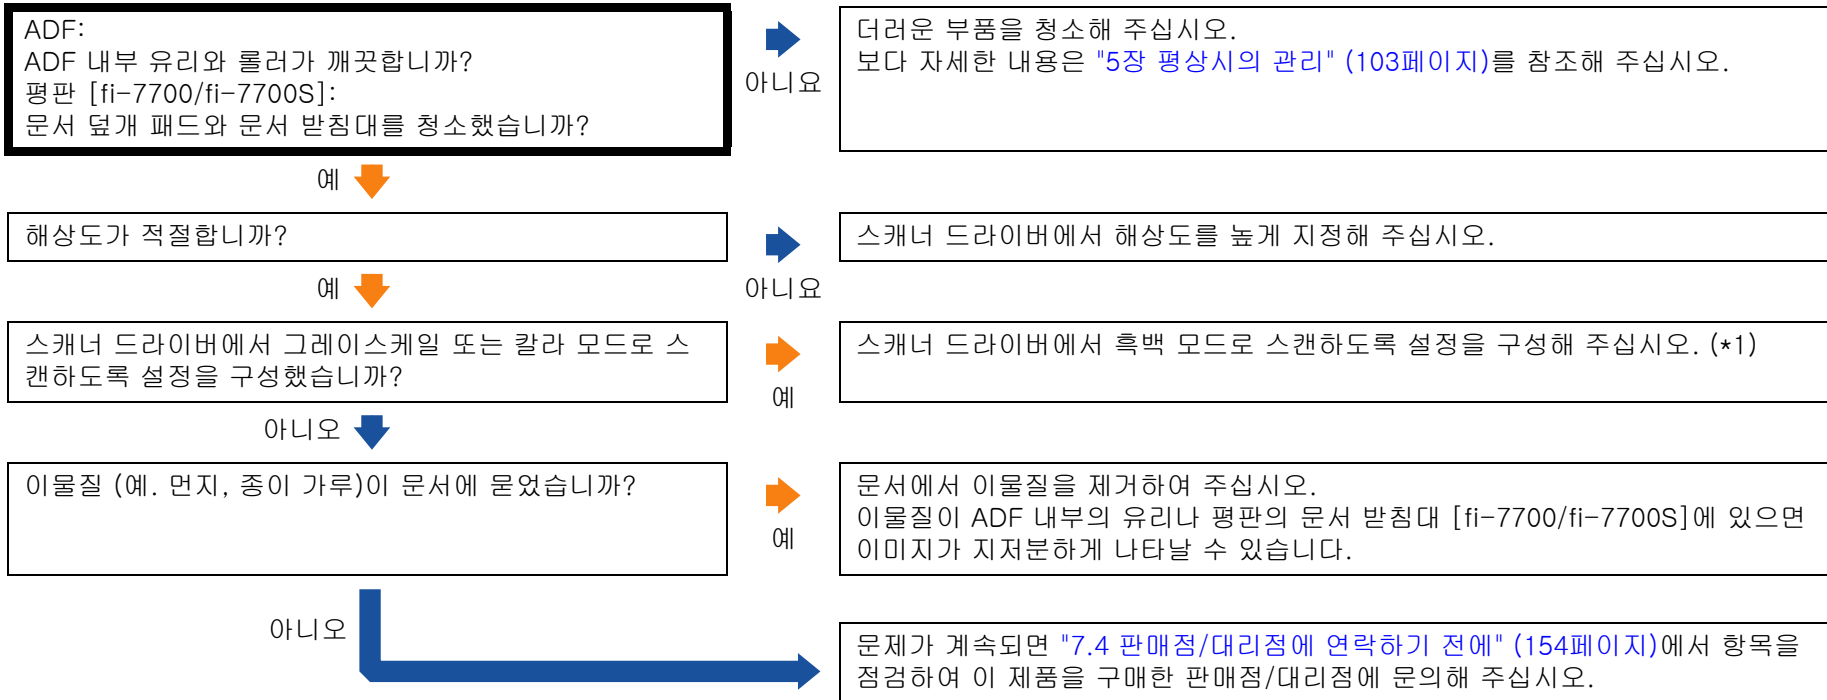 ADF:
ADF 내부 유리와 롤러가 깨끗합니까?
평판 [fi-7700/fi-7700S]:
문서 덮개 패드와 문서 받침대를 청소했습니까?
아니요
더러운 부품을 청소해 주십시오.
보다 자세한 내용은 "5장 평상시의 관리" (103페이지)를 참조해 주십시오.
예
해상도가 적절합니까?
아니요
스캐너 드라이버에서 해상도를 높게 지정해 주십시오.
예
스캐너 드라이버에서 그레이스케일 또는 칼라 모드로 스
캔하도록 설정을 구성했습니까?
예
스캐너 드라이버에서 흑백 모드로 스캔하도록 설정을 구성해 주십시오. (*1)
아니오
이물질 (예. 먼지, 종이 가루)이 문서에 묻었습니까?
예
문서에서 이물질을 제거하여 주십시오.
이물질이 ADF 내부의 유리나 평판의 문서 받침대 [fi-7700/fi-7700S]에 있으면
이미지가 지저분하게 나타날 수 있습니다.
아니오
문제가 계속되면 "7.4 판매점/대리점에 연락하기 전에" (154페이지)에서 항목을
점검하여 이 제품을 구매한 판매점/대리점에 문의해 주십시오.